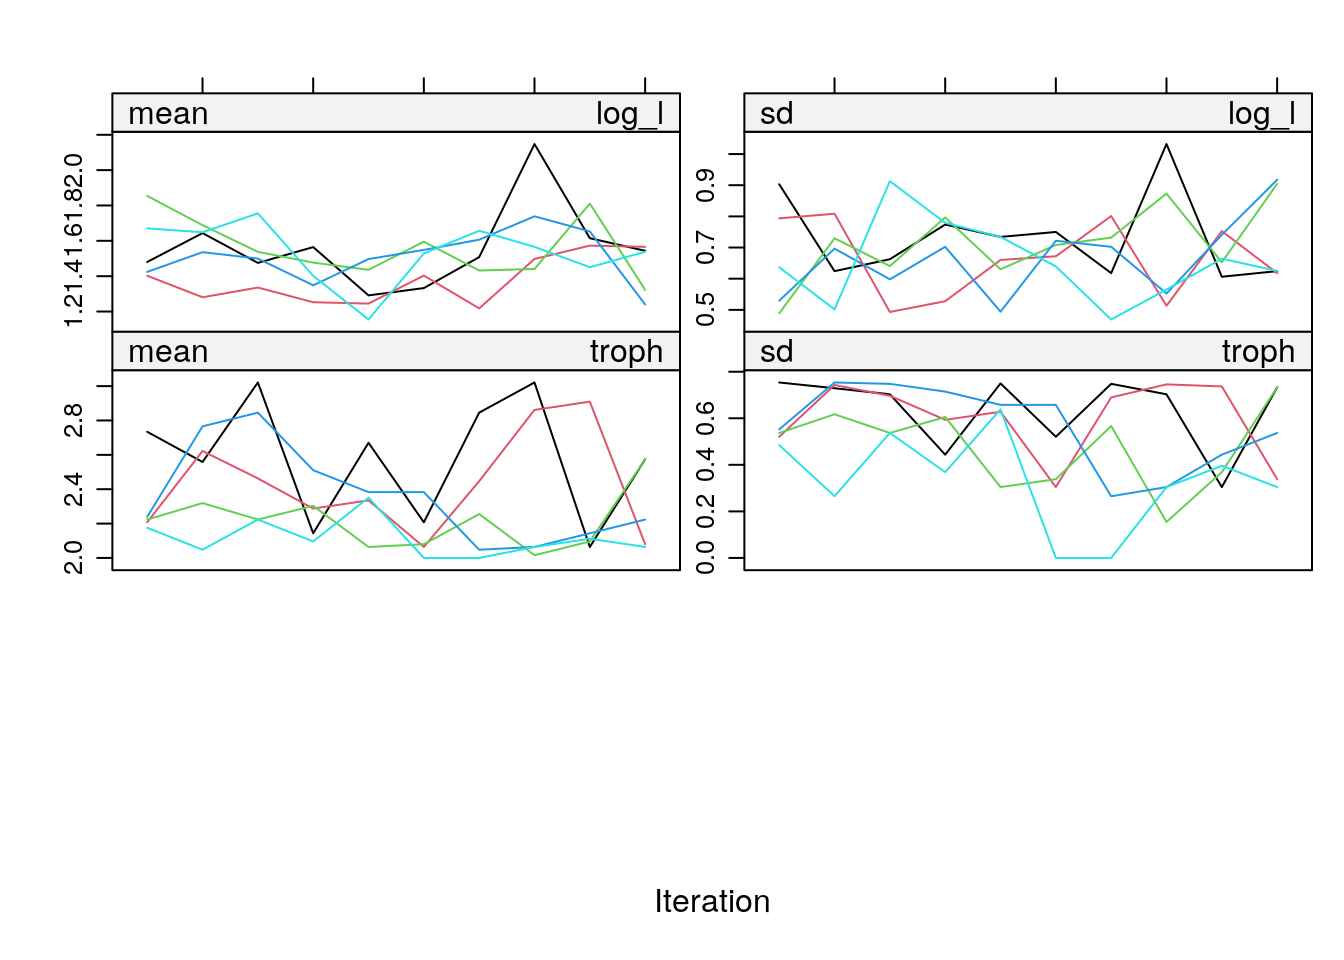 mean log_l
sd log_l
1.2 1.4 1.6 1.8 2.0
0.5 0.7 0.9
mean troph
sd troph
2.0 2.4 2.8
0.0 0.2 0.4 0.6
Iteration